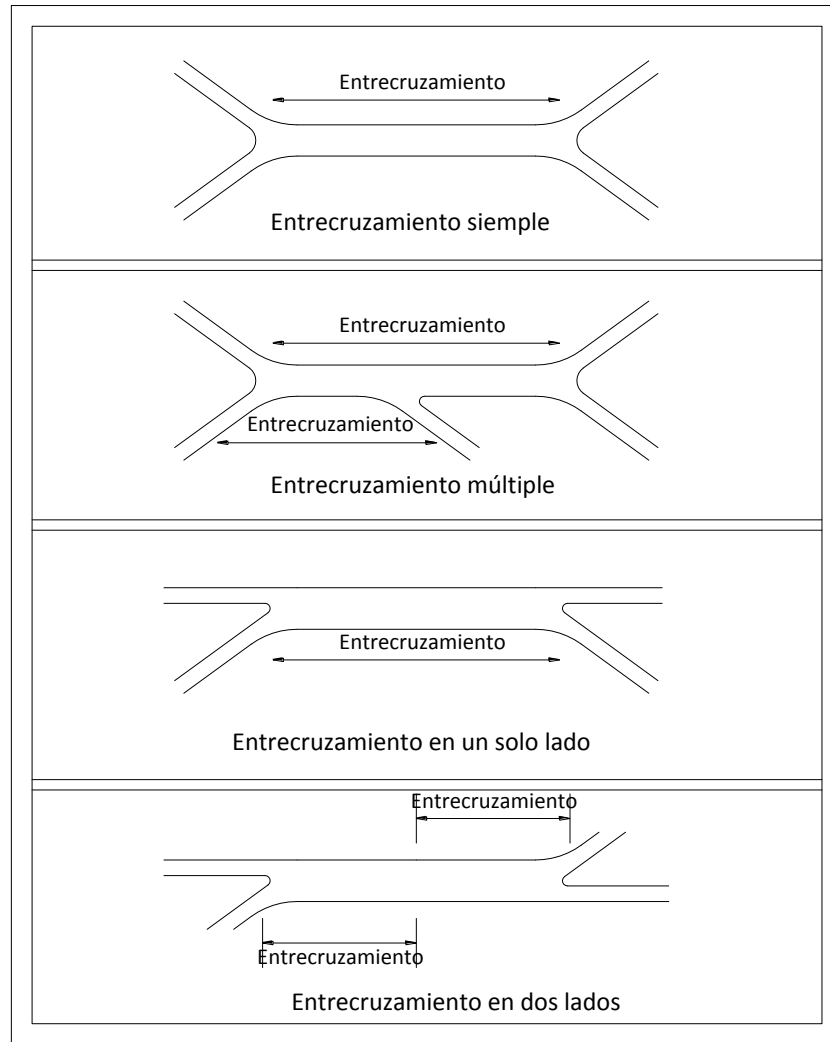 Entrecruzamiento
Entrecruzamiento siemple
Entrecruzamiento
Entrecruzamiento
Entrecruzamiento múltiple
Entrecruzamiento
Entrecruzamiento en un solo lado
Entrecruzamiento
Entrecruzamiento
Entrecruzamiento en dos lados